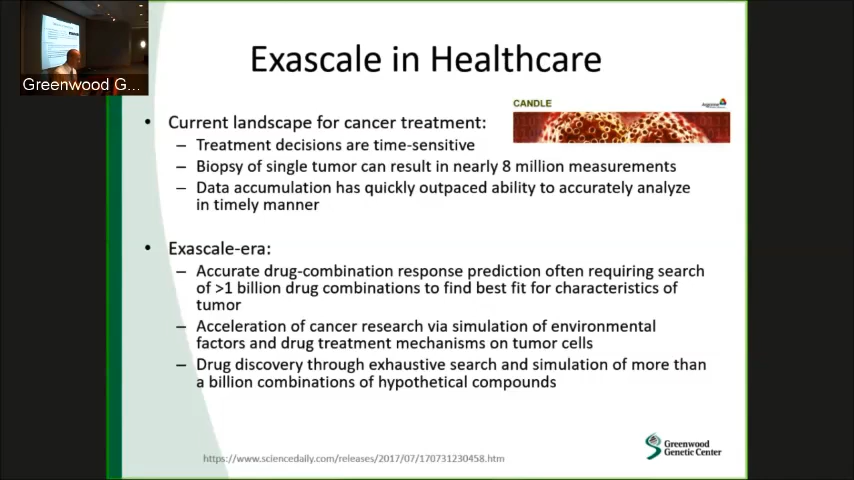 Exascale in Healthcare
Greenwood G...
CANDLE
Argonne
• Current landscape for cancer treatment:
– Treatment decisions are time-sensitive
– Biopsy of single tumor can result in nearly 8 million measurements
– Data accumulation has quickly outpaced ability to accurately analyze
in timely manner
• Exascale-era:
– Accurate drug-combination response prediction often requiring search
of >1 billion drug combinations to find best fit for characteristics of
tumor
– Acceleration of cancer research via simulation of environmental
factors and drug treatment mechanisms on tumor cells
– Drug discovery through exhaustive search and simulation of more than
a billion combinations of hypothetical compounds
Greenwood
Genetic Center
https://www.sciencedaily.com/releases/2017/07/170731230458.htm